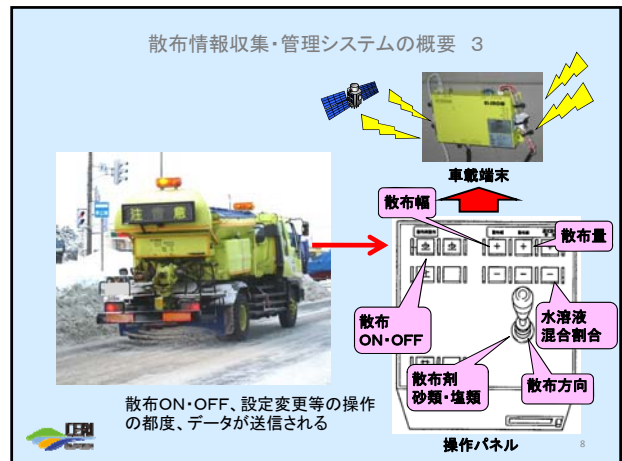 散布情報収集・管理システムの概要 3
車載端末
散布幅
散布量
散布
ON・OFF
水溶液
混合割合
散布剤
砂類・塩類
散布方向
散布ON・OFF、設定変更等の操作
の都度、データが送信される
操作パネル
CERI
8